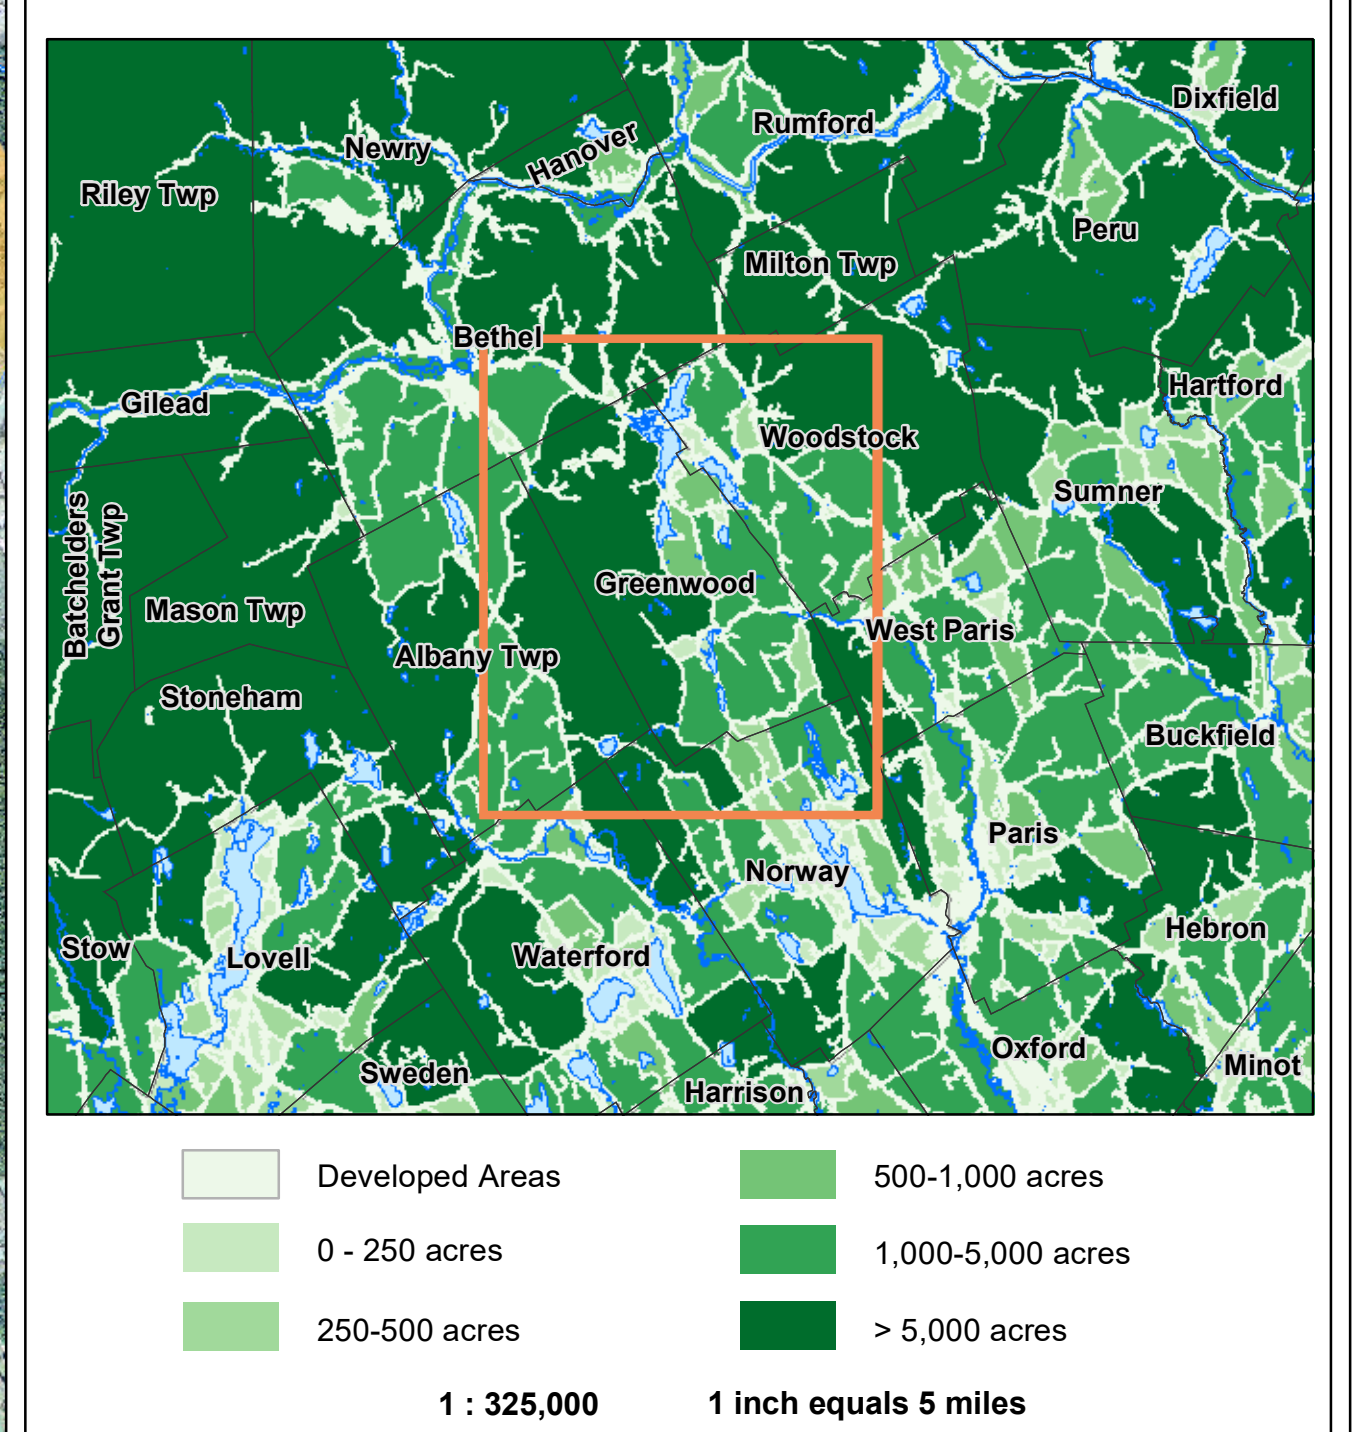 Dixfield
Rumford
Hanover
Newry
Riley Twp
Peru
Milton Twp
Bethel
Hartford
Gilead
Woodstock
Sumner
Batchelders
Grant Twp
Greenwood
Mason Twp
West Paris
Albany Twp
Stoneham
Buckfield
Paris
Norway
Hebron
Stow
Lovell
Waterford
Oxford
Minot
Sweden
Harrison
Developed Areas
0 - 250 acres
250-500 acres
500-1,000 acres
1,000-5,000 acres
> 5,000 acres
1 : 325,000
1 inch equals 5 miles